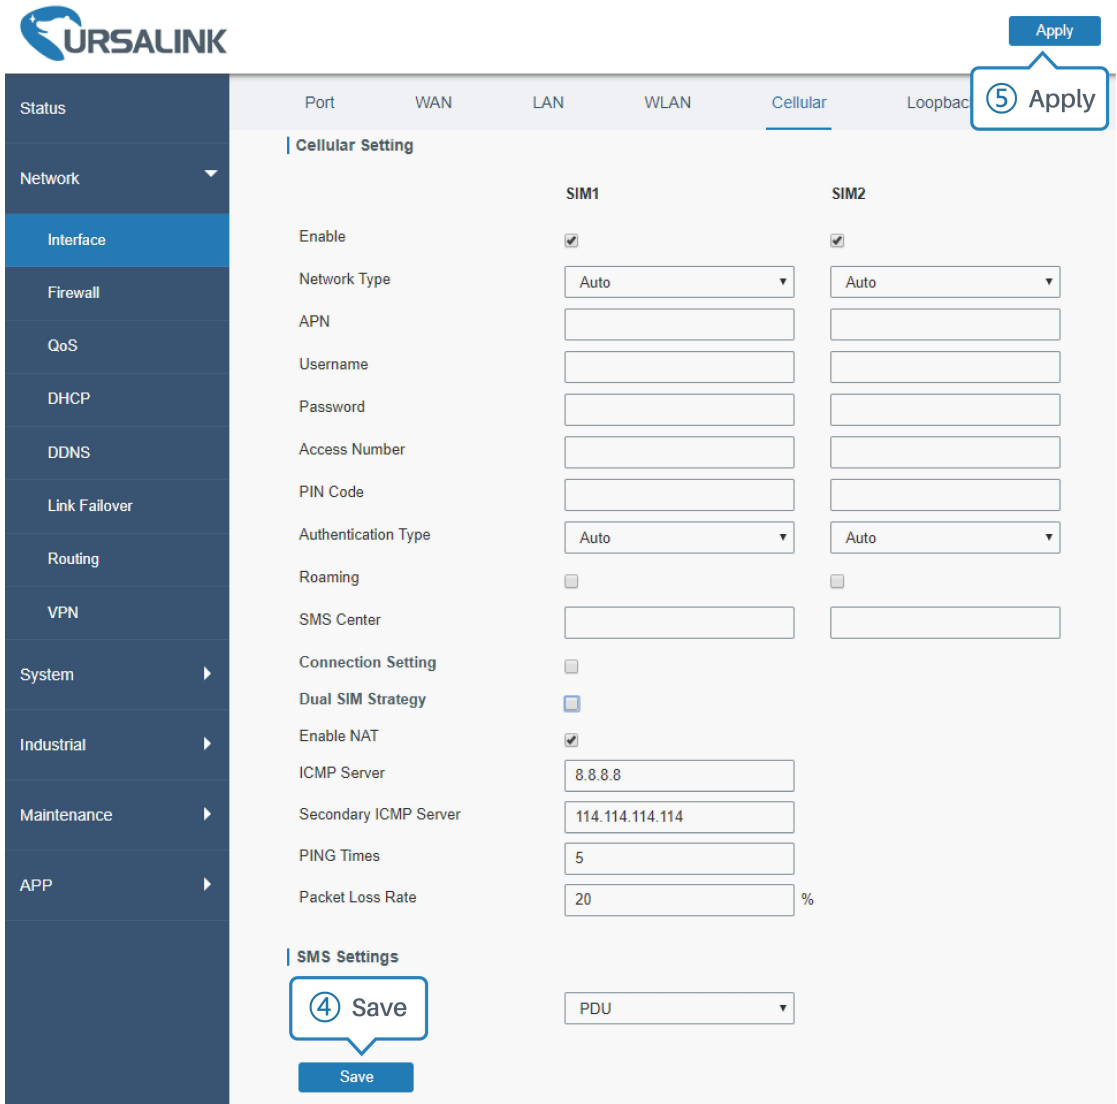 URSALINK
Apply
Status
Port WAN LAN WLAN Cellular Loopbac
⑤ Apply
Cellular Setting
Network
SIM1 SIM2
Interface
Enable
Network Type Auto Auto
Firewall
APN
QoS
Username
DHCP
Password
DDNS
Access Number
Link Failover
PIN Code
Authentication Type Auto Auto
Routing
Roaming
VPN
SMS Center
System
Connection Setting
Dual SIM Strategy
Industrial
Enable NAT
ICMP Server 8.8.8.8
Maintenance
Secondary ICMP Server 114.114.114.114
PING Times 5
APP
Packet Loss Rate 20 %
SMS Settings
④ Save
PDU
Save